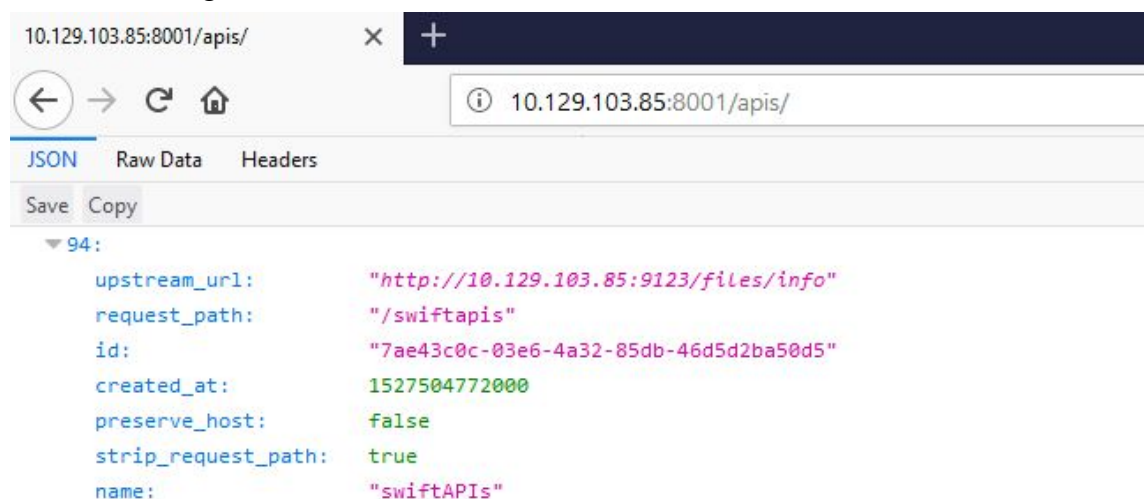 10.129.103.85:8001/apis/
10.129.103.85:8001/apis/
JSON Raw Data Headers
Save Copy
94:
upstream_url: "http://10.129.103.85:9123/files/info"
request_path: "/swiftapis"
id: "7ae43c0c-03e6-4a32-85db-46d5d2ba50d5"
created_at: 1527504772000
preserve_host: false
strip_request_path: true
name: "swiftAPIs"